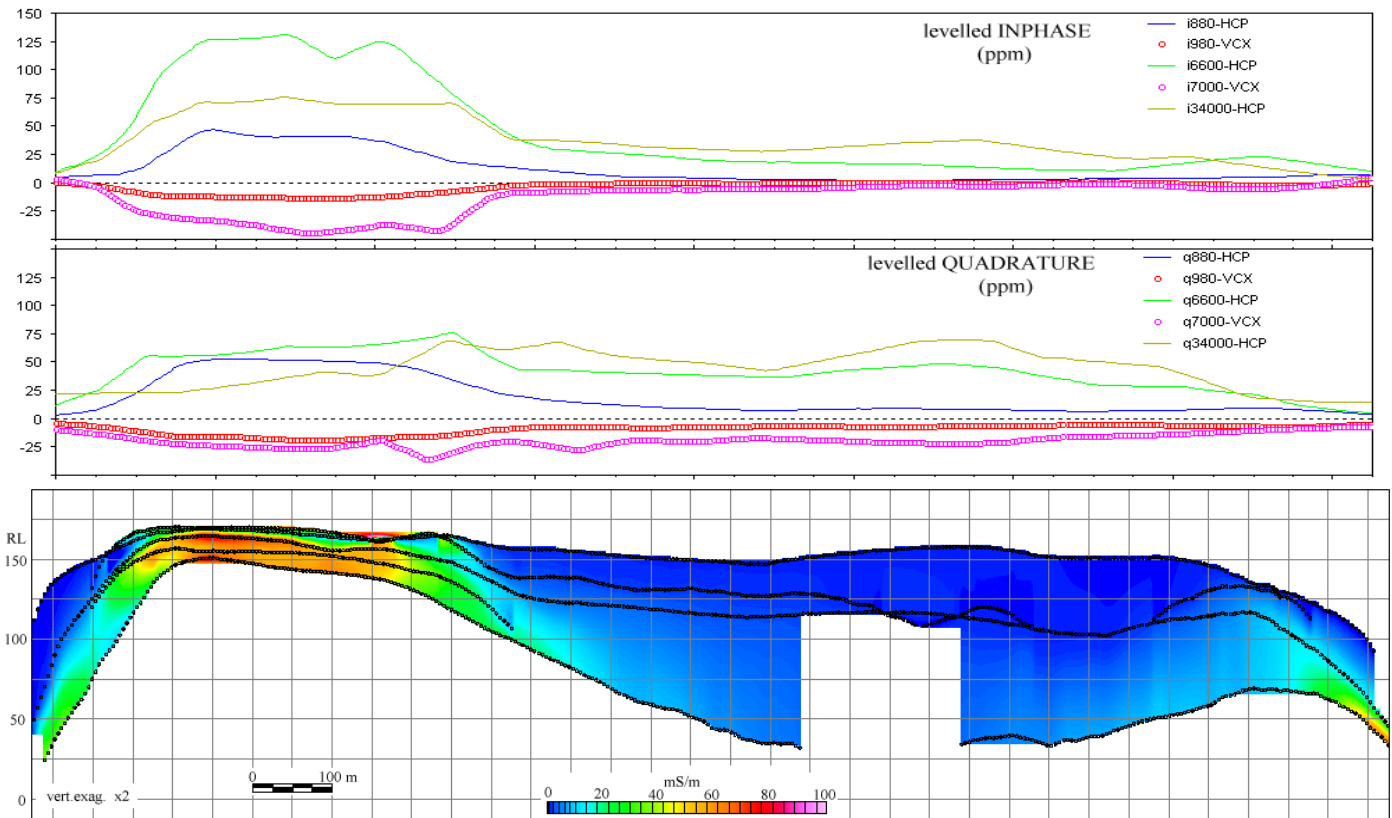 150
125
100
75
50
25
0
-25
levelled INPHASE
(ppm)
i880-HCP
i980-VCX
i6600-HCP
i7000-VCX
i34000-HCP
125
100
75
50
25
0
-25
levelled QUADRATURE
(ppm)
q880-HCP
q980-VCX
q6600-HCP
q7000-VCX
q34000-HCP
RL
150
100
50
0
vert.exag. x2
0 100 m
mS/m
0 20 40 60 80 100